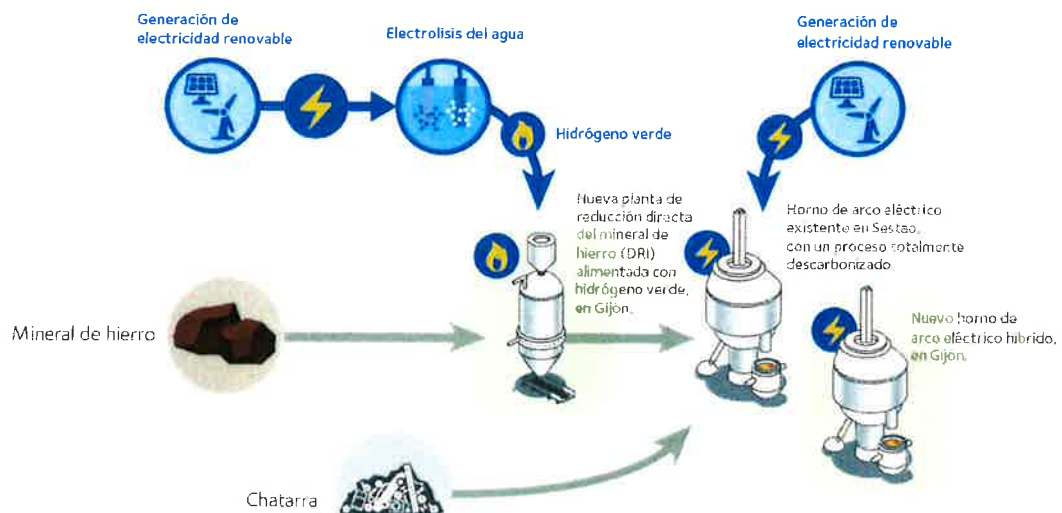 Generación de
electricidad renovable
Electrolisis del agua
Generación de
electricidad renovable
Hidrógeno verde
Nueva planta de
reducción directa
del mineral de
hierro (DRI)
alimentada con
hidrógeno verde,
en Gijón.
Horno de arco eléctrico
existente en Sestao,
con un proceso totalmente
descarbonizado.
Mineral de hierro
Nuevo horno de
arco eléctrico híbrido,
en Gijón.
Chatarra